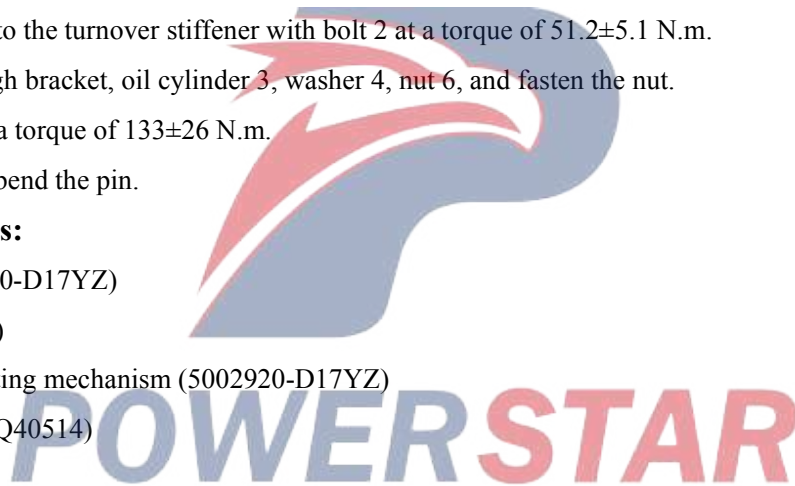 to the turnover stiffener with bolt 2 at a torque of 51.2±5.1 N.m.
gh bracket, oil cylinder 3, washer 4, nut 6, and fasten the nut.
a torque of 133±26 N.m.
bend the pin.
s:
0-D17YZ)
)
ting mechanism (5002920-D17YZ)
Q40514)
POWERSTAR